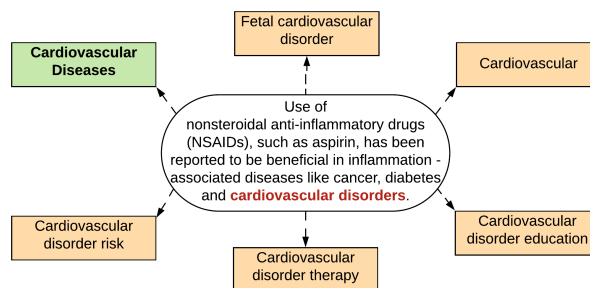 Fetal cardiovascular
disorder
Cardiovascular
Diseases
Cardiovascular
Use of
nonsteroidal anti-inflammatory drugs
(NSAIDs), such as aspirin, has been
reported to be beneficial in inflammation -
associated diseases like cancer, diabetes
and cardiovascular disorders.
Cardiovascular
disorder risk
Cardiovascular
disorder education
Cardiovascular
disorder therapy